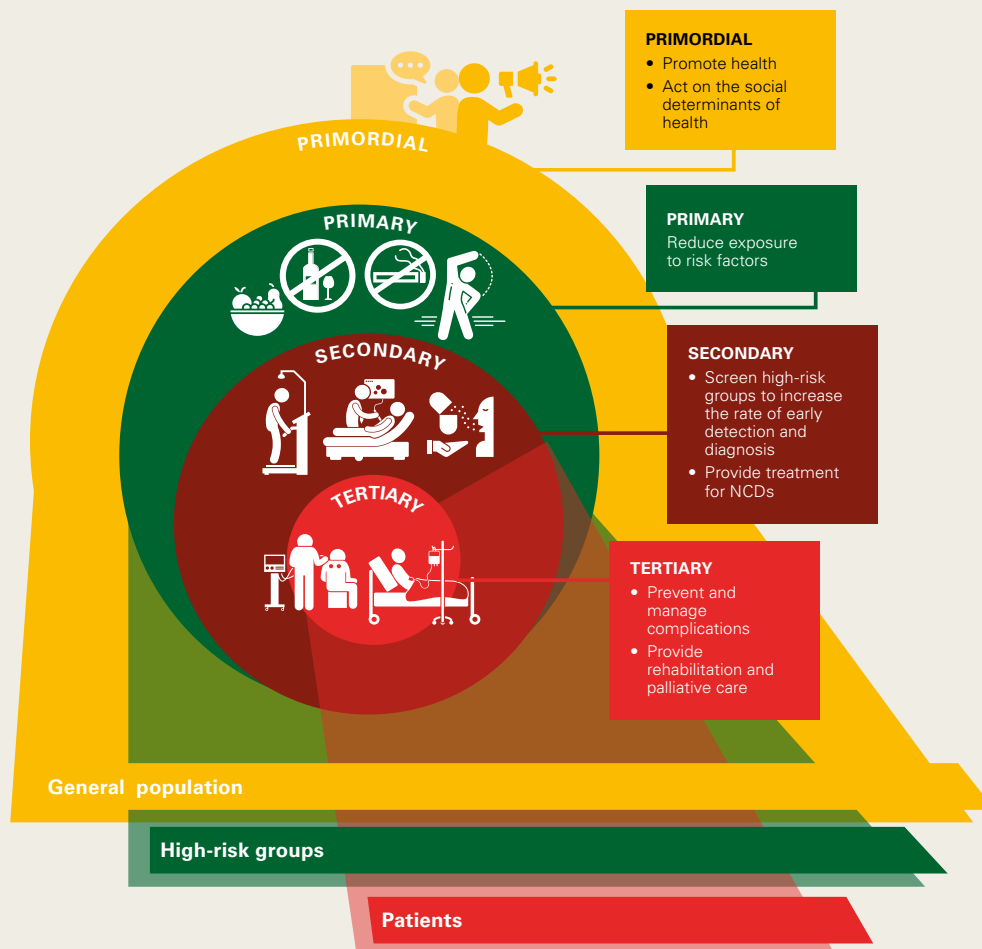 PRIMORDIAL
• Promote health
• Act on the social
determinants of
health
PRIMORDIAL
PRIMARY
Reduce exposure
to risk factors
PRIMARY
SECONDARY
• Screen high-risk
groups to increase
the rate of early
detection and
diagnosis
• Provide treatment
for NCDs
SECONDARY
TERTIARY
TERTIARY
• Prevent and
manage
complications
• Provide
rehabilitation and
palliative care
General population
High-risk groups
Patients